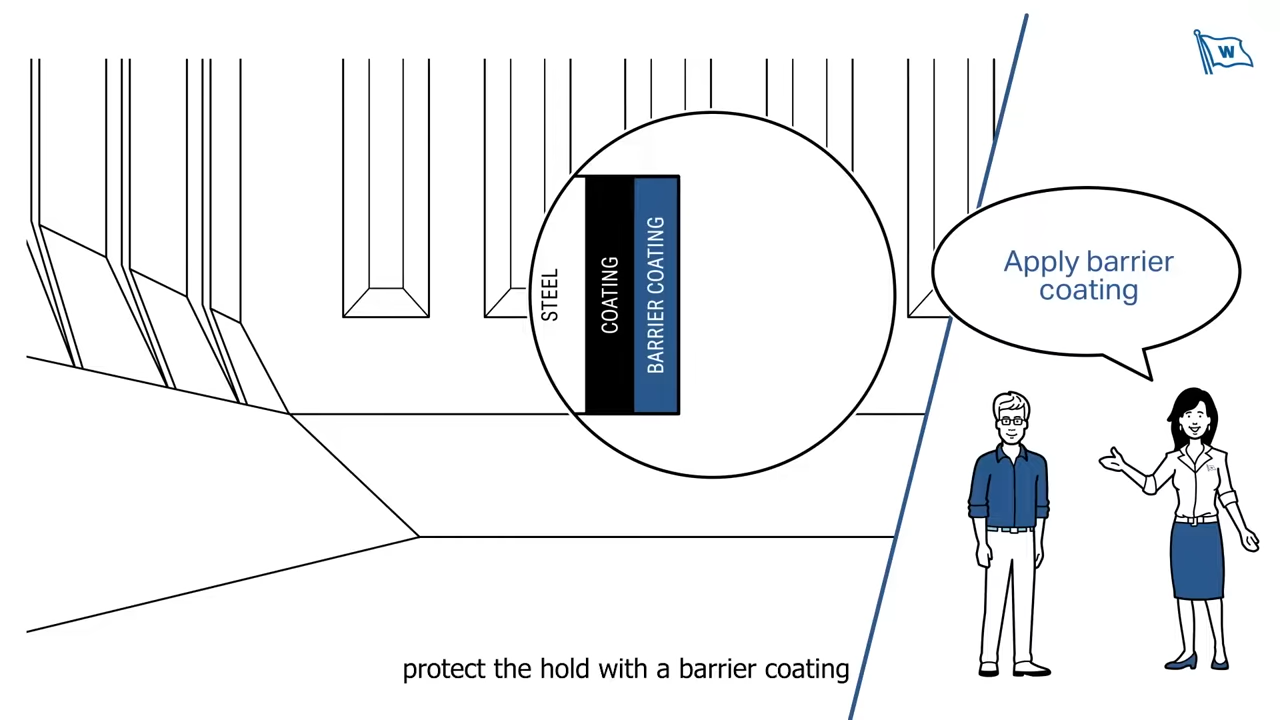 W
STEEL
COATING
BARRIER COATING
Apply barrier
coating
protect the hold with a barrier coating